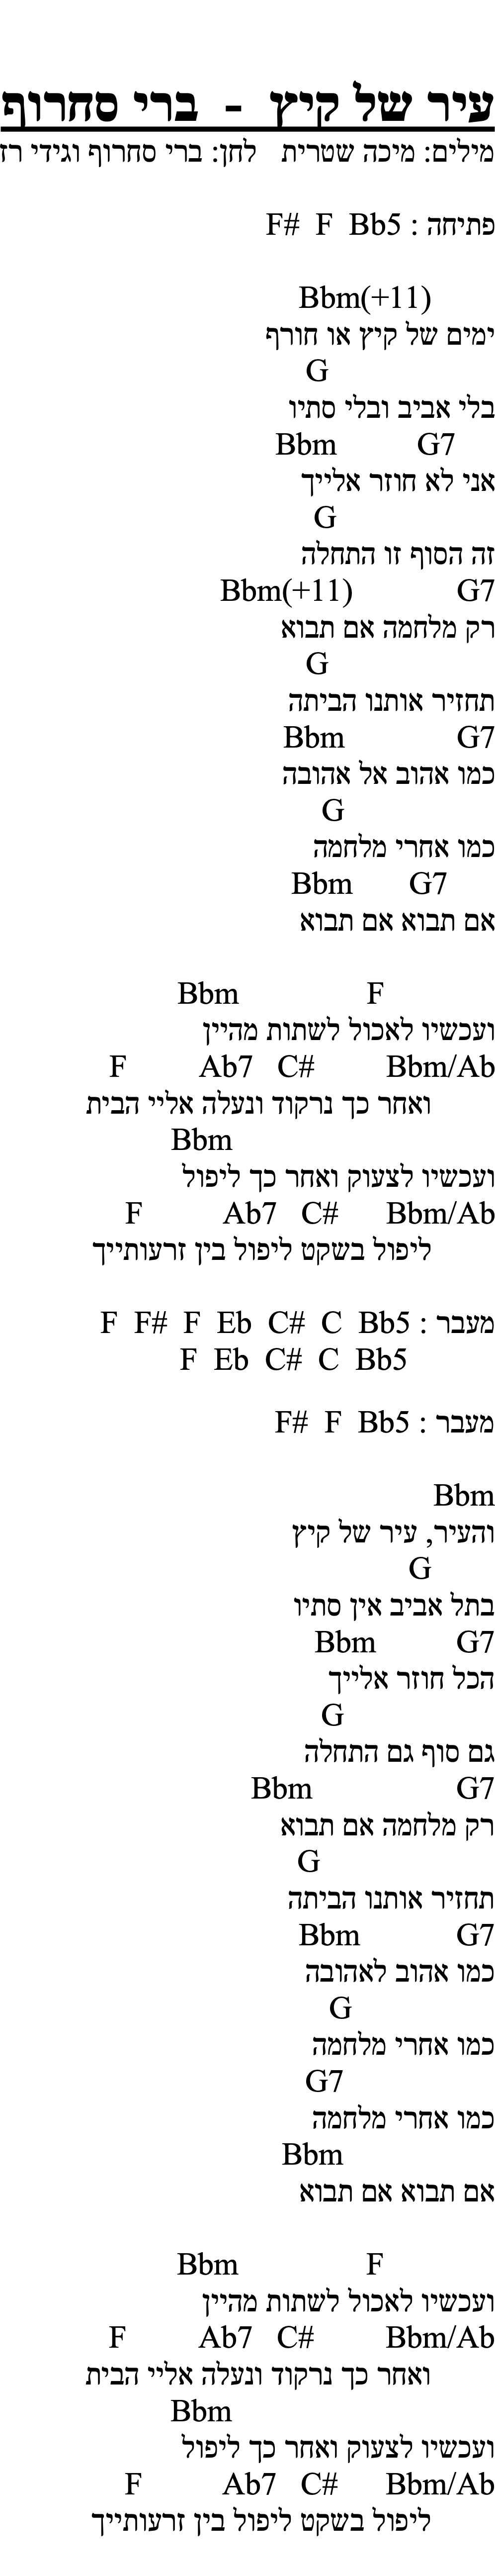 עיר של קיץ - ברי סחרוף
מילים: מיכה שטרית לחן: ברי סחרוף וגידי רז
פתיחה : F# F Bb5
Bbm(+11)
ימים של קיץ או חורף
G
בלי אביב ובלי סתיו
Bbm G7
אני לא חוזר אלייך
G
זה הסוף זו התחלה
Bbm(+11) G7
רק מלחמה אם תבוא
G
תחזיר אותנו הביתה
Bbm G7
כמו אהוב אל אהובה
G
כמו אחרי מלחמה
Bbm G7
אם תבוא אם תבוא
Bbm F
ועכשיו לאכול לשתות מהיין
F Ab7 C# Bbm/Ab
ואחר כך נרקוד ונעלה אליי הבית
Bbm
ועכשיו לצעוק ואחר כך ליפול
F Ab7 C# Bbm/Ab
ליפול בשקט ליפול בין זרעותייך
מעבר : F F# F Eb C# C Bb5
F Eb C# C Bb5
מעבר : F# F Bb5
Bbm
והעיר, עיר של קיץ
G
בתל אביב אין סתיו
Bbm G7
הכל חוזר אלייך
G
גם סוף גם התחלה
Bbm G7
רק מלחמה אם תבוא
G
תחזיר אותנו הביתה
Bbm G7
כמו אהוב לאהובה
G
כמו אחרי מלחמה
G7
כמו אחרי מלחמה
Bbm
אם תבוא אם תבוא
Bbm F
ועכשיו לאכול לשתות מהיין
F Ab7 C# Bbm/Ab
ואחר כך נרקוד ונעלה אליי הבית
Bbm
ועכשיו לצעוק ואחר כך ליפול
F Ab7 C# Bbm/Ab
ליפול בשקט ליפול בין זרעותייך